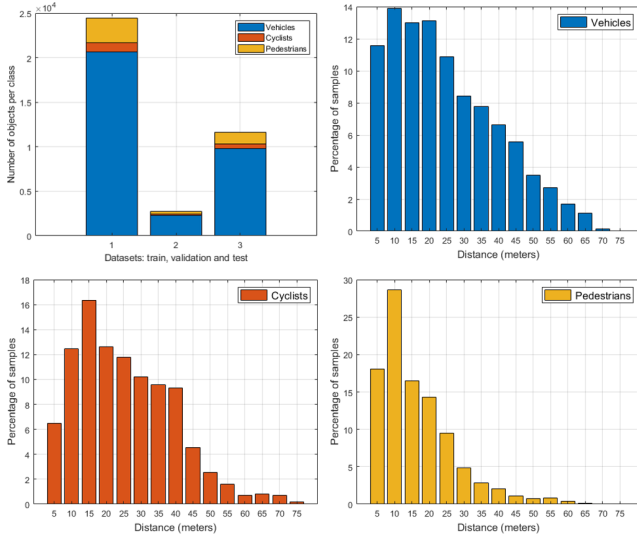 ×10⁴
2.5
2
1.5
1
0.5
0
Number of objects per class
Vehicles
Cyclists
Pedestrians
1 2 3
Datasets: train, validation and test
14
12
10
8
6
4
2
0
Percentage of samples
Vehicles
5 10 15 20 25 30 35 40 45 50 55 60 65 70 75
Distance (meters)
18
16
14
12
10
8
6
4
2
0
Percentage of samples
Cyclists
5 10 15 20 25 30 35 40 45 50 55 60 65 70 75
Distance (meters)
30
25
20
15
10
5
0
Percentage of samples
Pedestrians
5 10 15 20 25 30 35 40 45 50 55 60 65 70 75
Distance (meters)